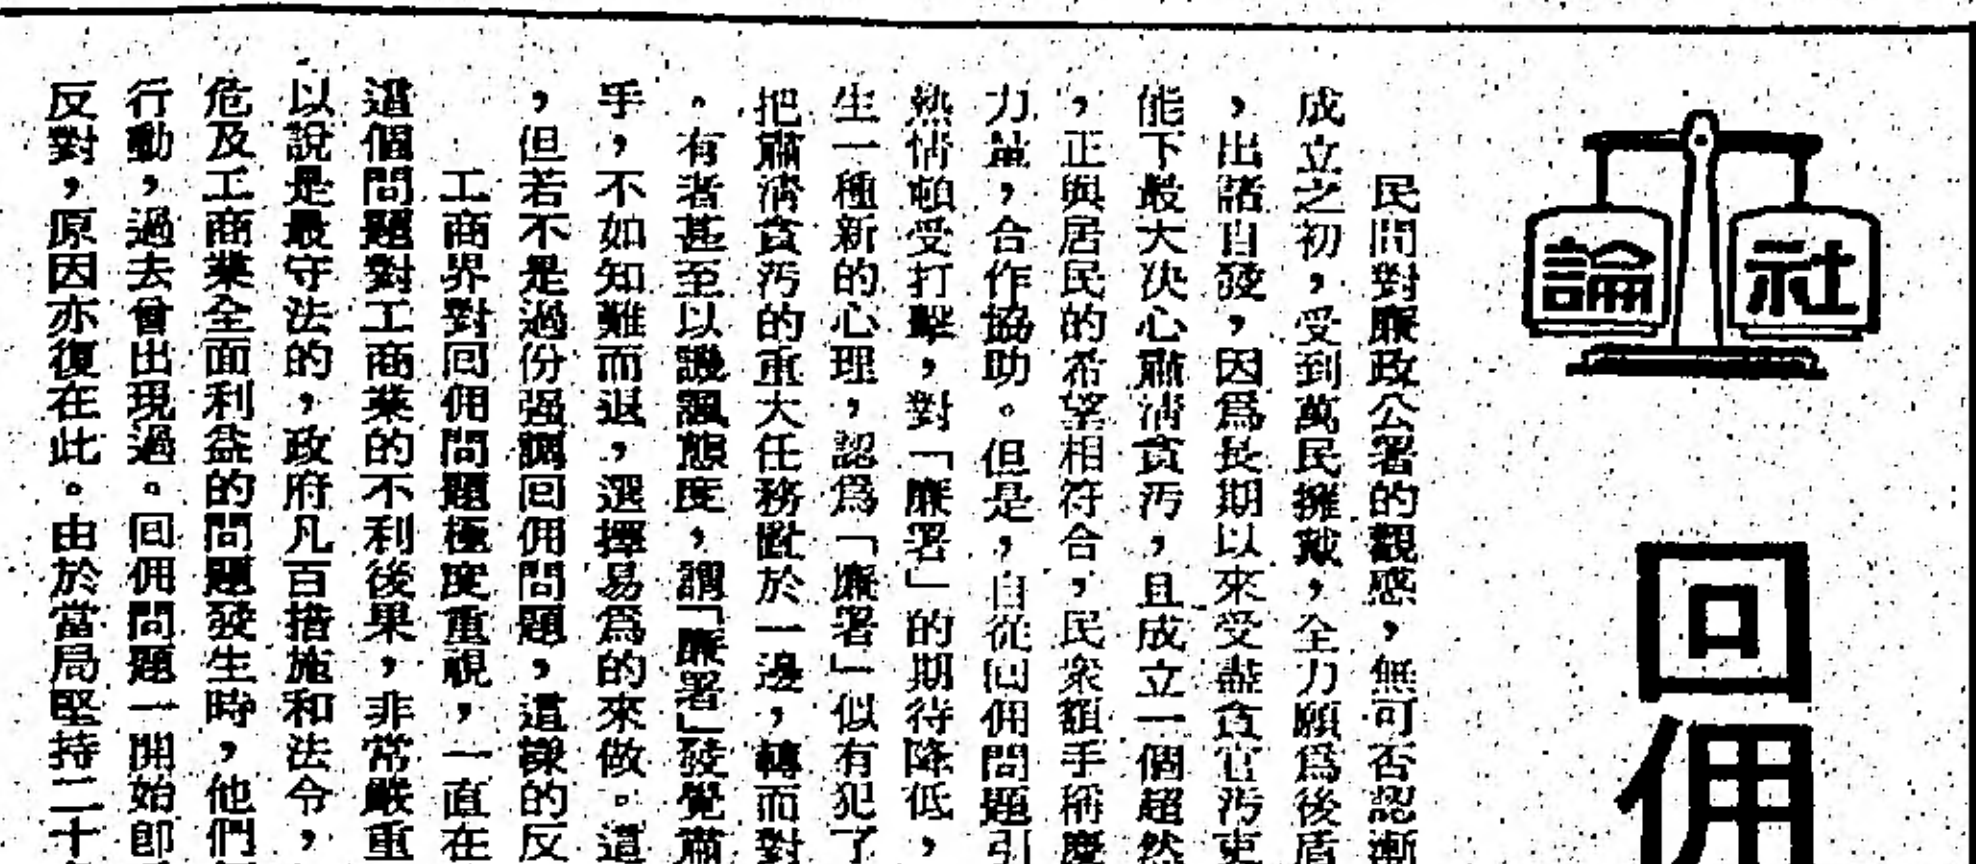 社論
回佣
民間對廉政公署的觀感，無可否認漸
成立之初，受到萬民擁戴，全力願爲後盾
，出諸自發，因爲長期以來受盡貪官污吏
能下最大决心肅清貪污，且成立一個超然
，正與居民的希望相符合，民衆額手稱慶
力量，合作協助。但是，自從回佣問題引
熱情頓受打擊，對「廉署」的期待降低，
生一種新的心理，認爲「廉署」似有犯了
把肅清貪污的重大任務置於一邊，轉而對
。有者甚至以譏諷態度，謂「廉署」發覺肅
手，不如知難而退，選擇易爲的來做。這
，但若不是過份强調回佣問題，這樣的反
工商界對回佣問題極度重視，一直在
這個問題對工商業的不利後果，非常嚴重
以說是最守法的，政府凡百措施和法令，
危及工商業全面利益的問題發生時，他們
行動，過去曾出現過。回佣問題一開始即
反對，原因亦復在此。由於當局堅持二十